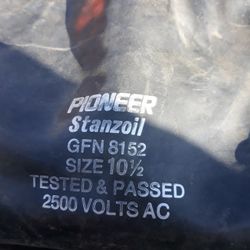 PIONEER
Stanzoil
GFN 8152
SIZE 10½
TESTED & PASSED
2500 VOLTS AC